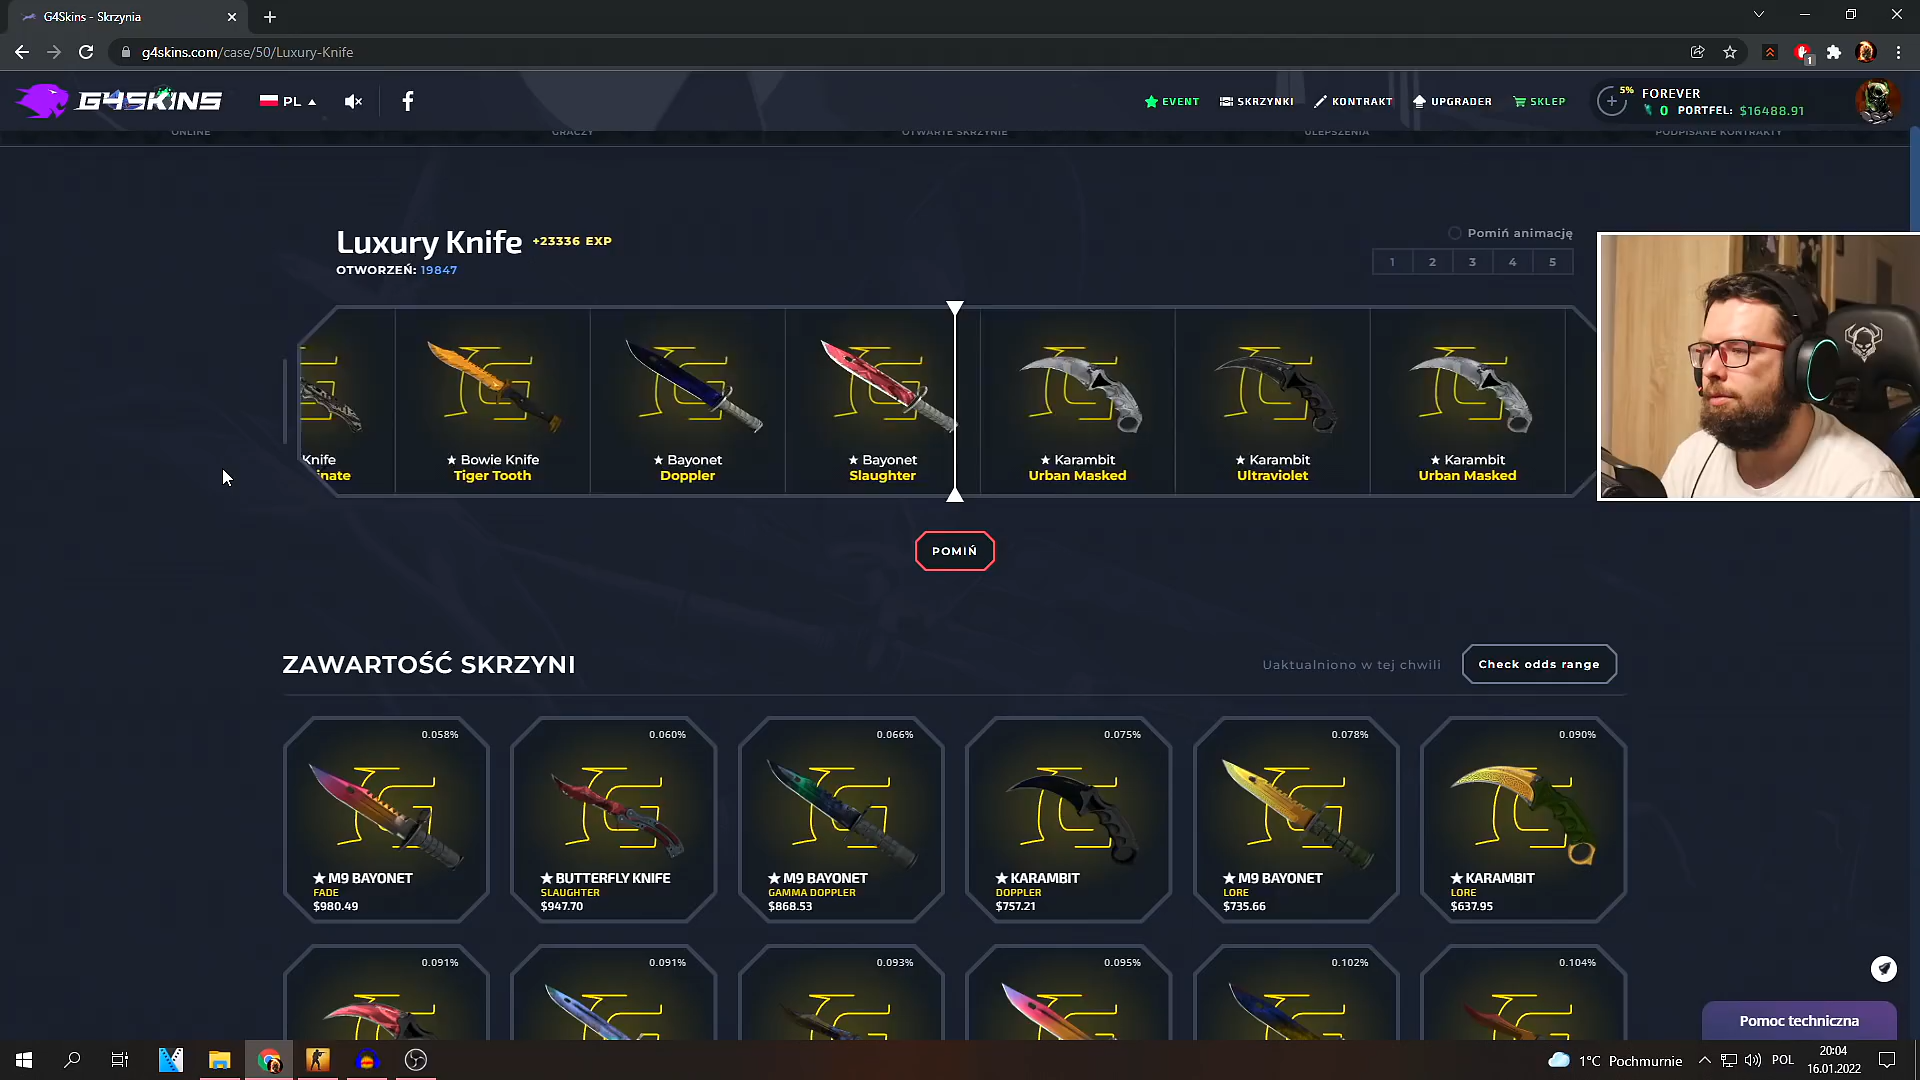 G4Skins - Skrzynia
g4skins.com/case/50/Luxury-Knife
1
G4SKINS
PL
EVENT
SKRZYNKI
KONTRAKT
UPGRADER
SKLEP
5%
FOREVER
0 PORTFEL: $16488.91
ONLINE
GRACZY
OTWARTE SKRZYNIE
ULEPSZENIA
PODPISANE KONTRAKTY
Luxury Knife +23336 EXP
OTWORZEŃ: 19847
Pomiń animację
1 2 3 4 5
Knife
inate
★ Bowie Knife
Tiger Tooth
★ Bayonet
Doppler
★ Bayonet
Slaughter
★ Karambit
Urban Masked
★ Karambit
Ultraviolet
★ Karambit
Urban Masked
POMIŃ
ZAWARTOŚĆ SKRZYNI
Uaktualniono w tej chwili
Check odds range
0.058%
★ M9 BAYONET
FADE
$980.49
0.060%
★ BUTTERFLY KNIFE
SLAUGHTER
$947.70
0.066%
★ M9 BAYONET
GAMMA DOPPLER
$868.53
0.075%
★ KARAMBIT
DOPPLER
$757.21
0.078%
★ M9 BAYONET
LORE
$735.66
0.090%
★ KARAMBIT
LORE
$637.95
0.091%
0.091%
0.093%
0.095%
0.102%
0.104%
Pomoc techniczna
1°C Pochmurnie
POL
20:04
16.01.2022